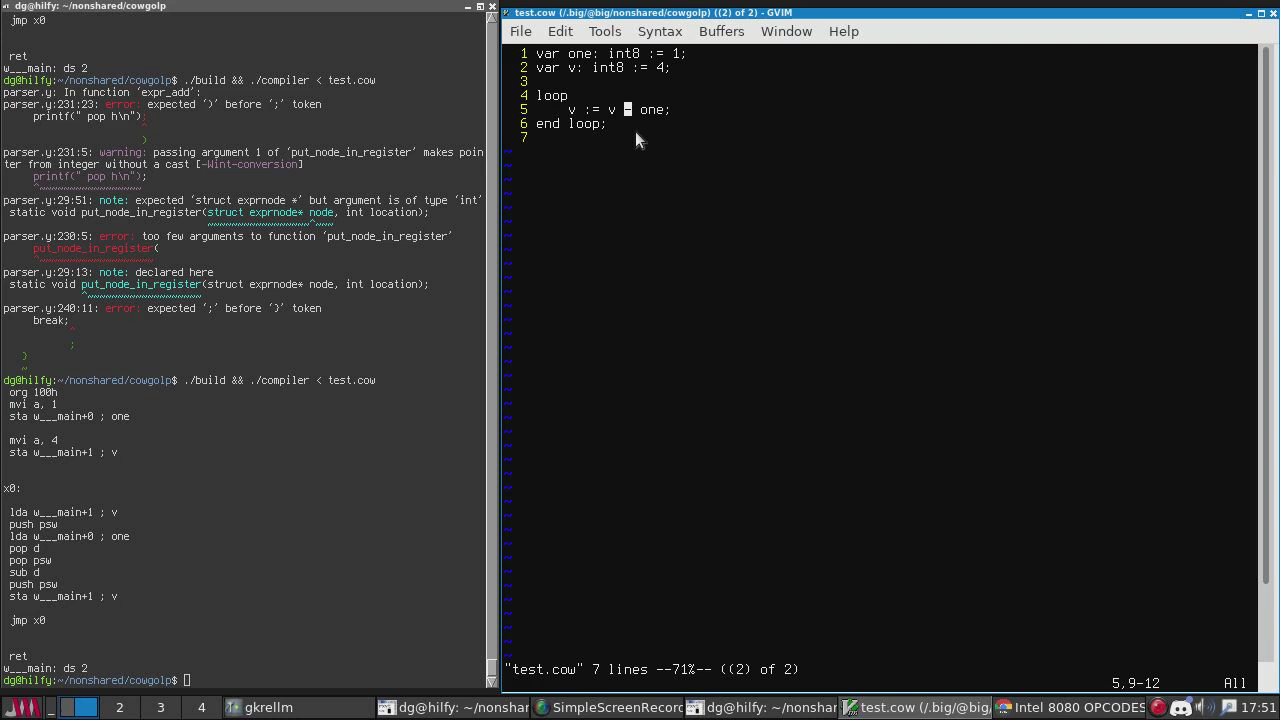 dg@hilfy: ~/nonshared/cowgolp
jmp x0
ret
w___main: ds 2
dg@hilfy:~/nonshared/cowgolp$ ./build && ./compiler < test.cow
parser.y: In function ‘expr_add’:
parser.y:231:23: error: expected ‘)’ before ‘;’ token
printf(" pop h\n");
^
)
parser.y:231:5: warning: passing argument 1 of ‘put_node_in_register’ makes poin
ter from integer without a cast [-Wint-conversion]
printf(" pop h\n");
^~~~~~~~~~~~~~~~~~
parser.y:29:51: note: expected ‘struct exprnode *’ but argument is of type ‘int’
static void put_node_in_register(struct exprnode* node, int location);
~~~~~~~~~~~~~~~~~^~~~
parser.y:230:5: error: too few arguments to function ‘put_node_in_register’
put_node_in_register(
^~~~~~~~~~~~~~~~~~~~
parser.y:29:13: note: declared here
static void put_node_in_register(struct exprnode* node, int location);
^~~~~~~~~~~~~~~~~~~~
parser.y:240:11: error: expected ‘;’ before ‘}’ token
break;
^
;
}
~
dg@hilfy:~/nonshared/cowgolp$ ./build && ./compiler < test.cow
org 100h
mvi a, 1
sta w___main+0 ; one
mvi a, 4
sta w___main+1 ; v
x0:
lda w___main+1 ; v
push psw
lda w___main+0 ; one
pop d
pop psw
sub d
push psw
sta w___main+1 ; v
jmp x0
ret
w___main: ds 2
dg@hilfy:~/nonshared/cowgolp$
test.cow (/.big/@big/nonshared/cowgolp) ((2) of 2) - GVIM
File Edit Tools Syntax Buffers Window Help
1 var one: int8 := 1;
2 var v: int8 := 4;
3
4 loop
5 v := v - one;
6 end loop;
7
"test.cow" 7 lines --71%-- ((2) of 2)
5,9-12 All
2 3 4 gkrellm dg@hilfy: ~/nonshar SimpleScreenRecor dg@hilfy: ~/nonshar test.cow (/.big/@big/ Intel 8080 OPCODES 17:51